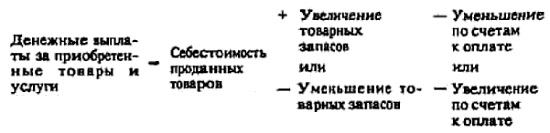 Денежные выпла-
ты за приобретен-
ные товары и
услуги
—
Себестоимость
проданных
товаров
+ Увеличение
товарных
запасов
или
— Уменьшение то-
варных запасов
— Уменьшение
по счетам
к оплате
или
— Увеличение
по счетам
к оплате